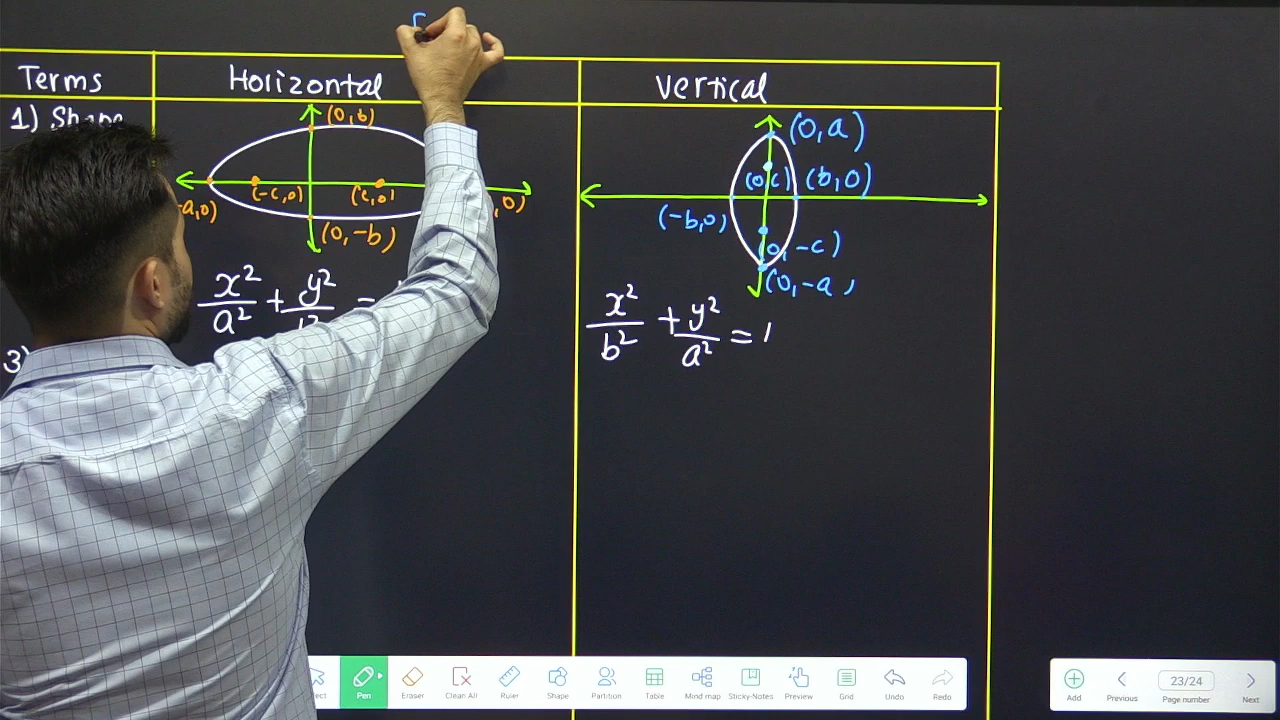 Terms Horizontal Vertical
1) Shape
(0,b)
(-c,0) (c,0)
-a,0) ,0)
(0,-b)
x²/a² + y²/ =
(0,a)
(0,c) (b,0)
(-b,0)
(0,-c)
(0,-a)
x²/b² + y²/a² = 1
3)
Pen Eraser Clean All Ruler Shape Partition Table Mind map Sticky-Notes Preview Grid Undo Redo
Add Previous 23/24 Page number Next